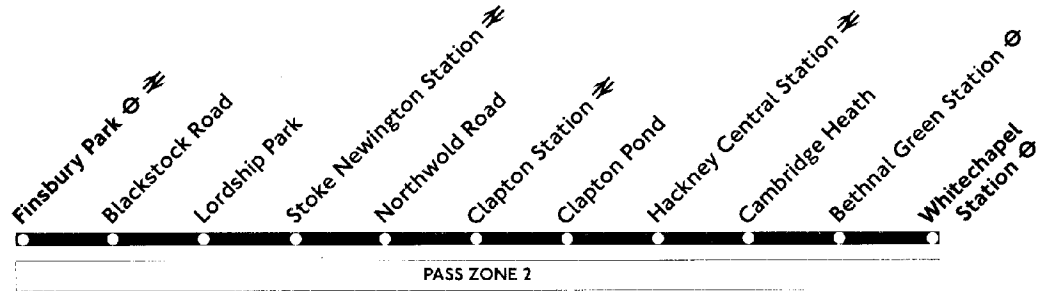 Finsbury Park
Blackstock Road
Lordship Park
Stoke Newington Station
Northwold Road
Clapton Station
Clapton Pond
Hackney Central Station
Cambridge Heath
Bethnal Green Station
Whitechapel
Station
PASS ZONE 2